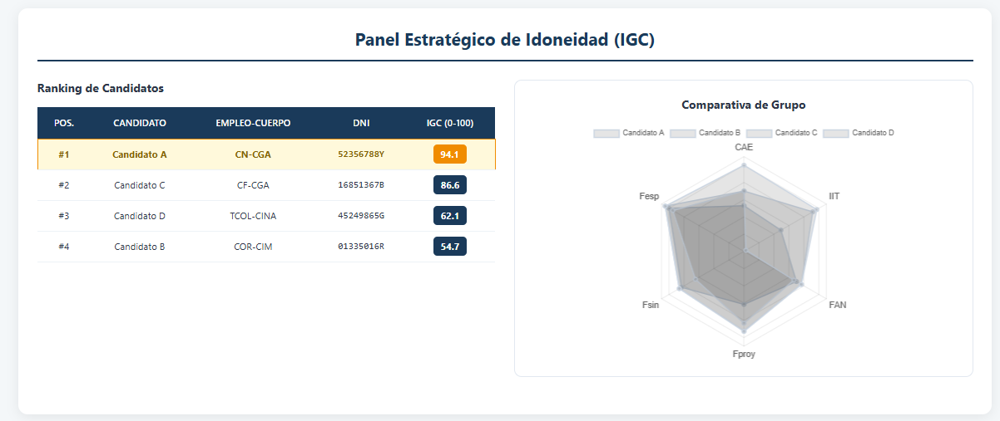 Panel Estratégico de Idoneidad (IGC)
Ranking de Candidatos
POS. CANDIDATO EMPLEO-CUERPO DNI IGC (0-100)
#1 Candidato A CN-CGA 52356788Y 94.1
#2 Candidato C CF-CGA 16851367B 86.6
#3 Candidato D TCOL-CINA 45249865G 62.1
#4 Candidato B COR-CIM 01335016R 54.7
Comparativa de Grupo
Candidato A Candidato B Candidato C Candidato D
CAE
Fesp IIT
Fsin FAN
Fproy